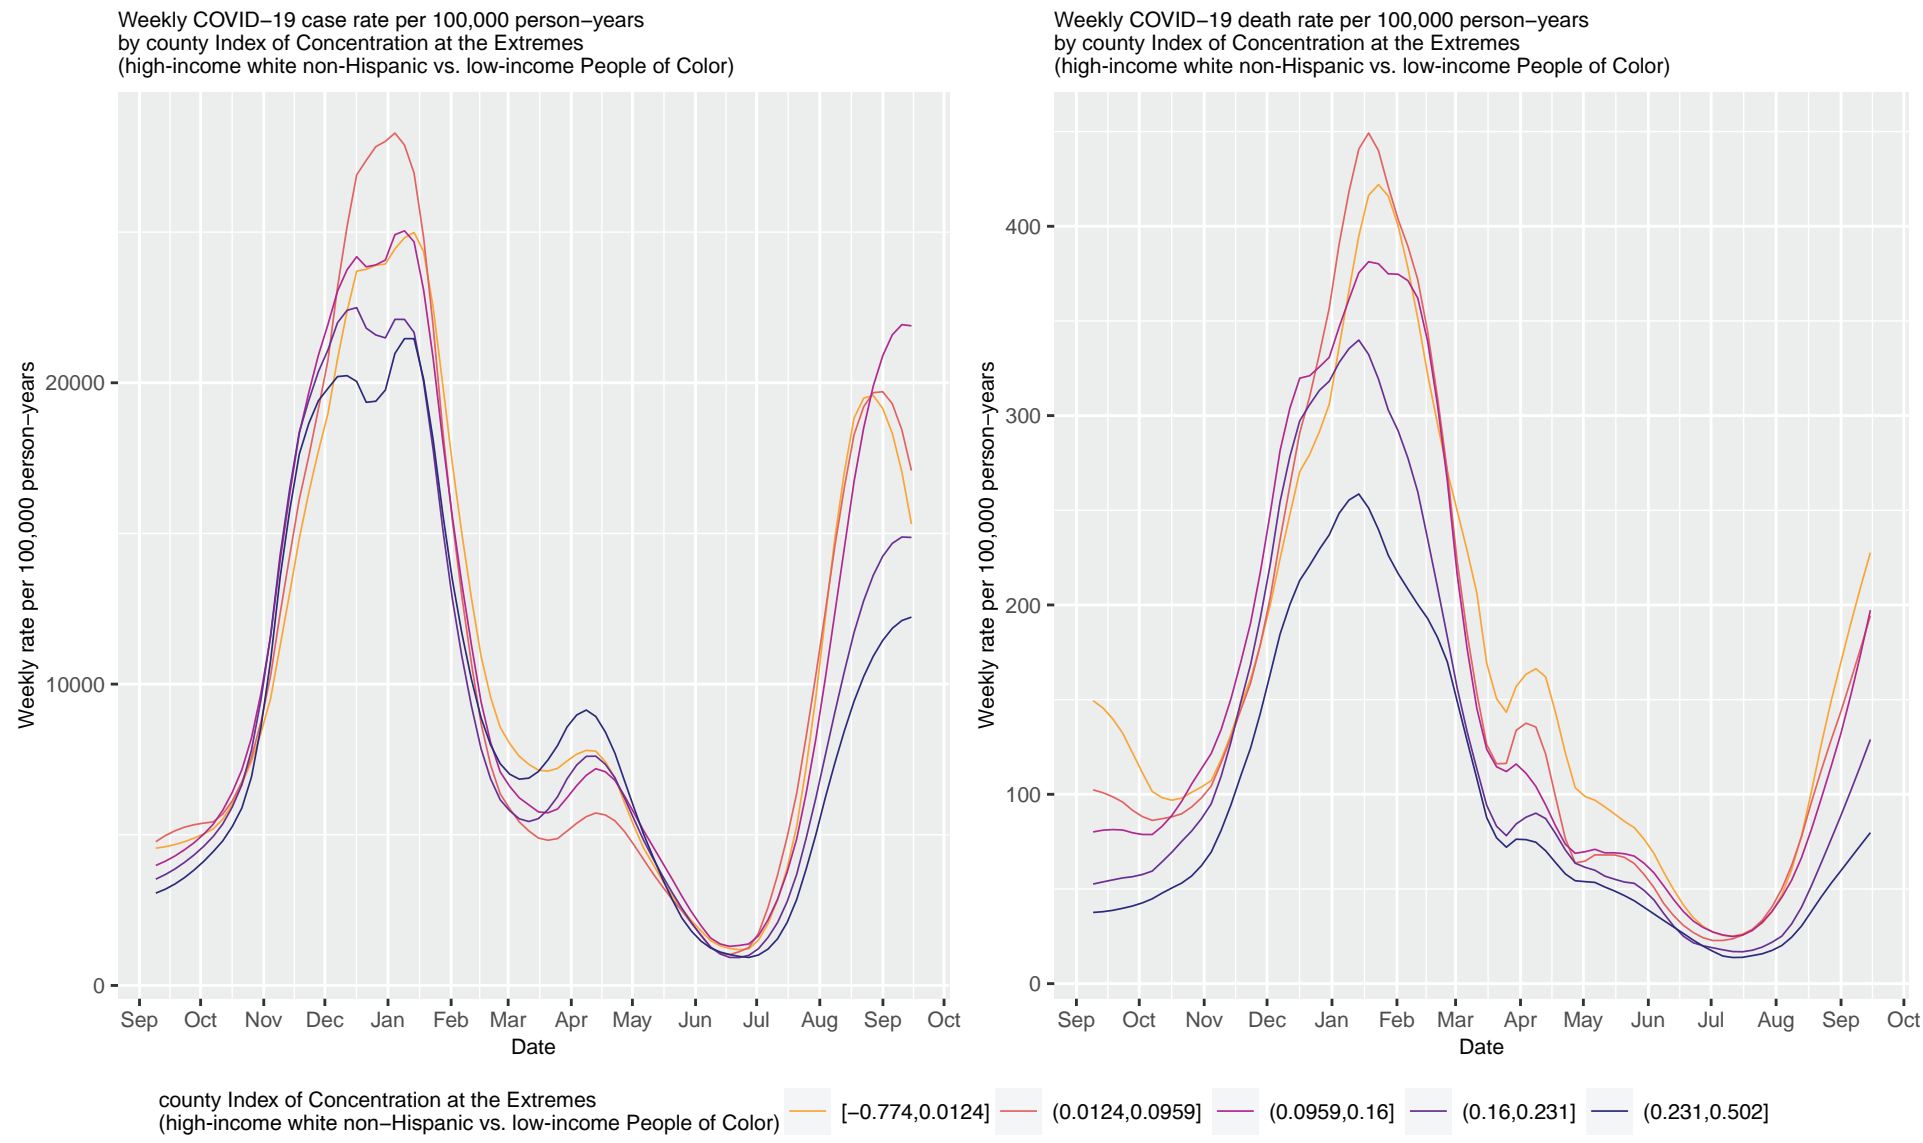 Weekly COVID−19 case rate per 100,000 person−years
by county Index of Concentration at the Extremes
(high-income white non-Hispanic vs. low-income People of Color)
Weekly rate per 100,000 person−years
20000
10000
0
Sep Oct Nov Dec Jan Feb Mar Apr May Jun Jul Aug Sep Oct
Date
Weekly COVID−19 death rate per 100,000 person−years
by county Index of Concentration at the Extremes
(high-income white non-Hispanic vs. low-income People of Color)
Weekly rate per 100,000 person−years
400
300
200
100
0
Sep Oct Nov Dec Jan Feb Mar Apr May Jun Jul Aug Sep Oct
Date
county Index of Concentration at the Extremes
(high-income white non−Hispanic vs. low-income People of Color)
[−0.774,0.0124] (0.0124,0.0959] (0.0959,0.16] (0.16,0.231] (0.231,0.502]